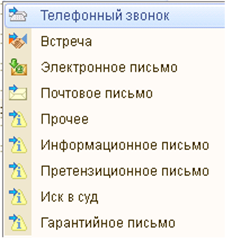 Телефонный звонок
Встреча
Электронное письмо
Почтовое письмо
Прочее
Информационное письмо
Претензиционное письмо
Иск в суд
Гарантийное письмо